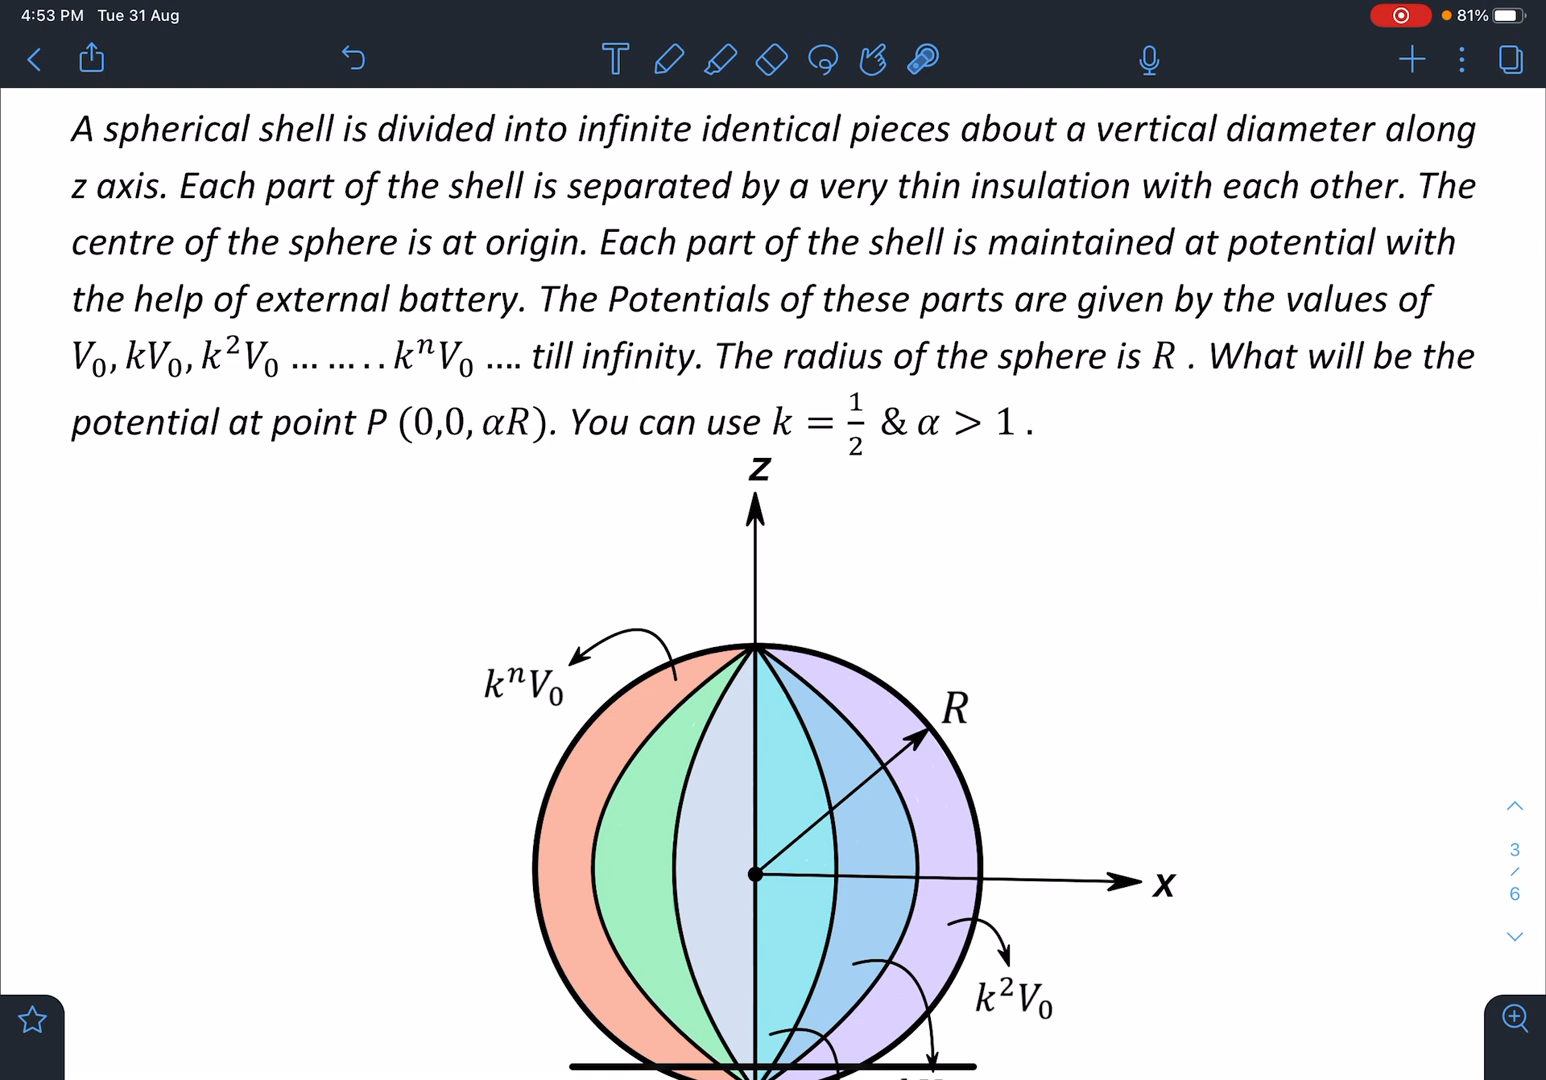 4:53 PM Tue 31 Aug
81%
A spherical shell is divided into infinite identical pieces about a vertical diameter along
z axis. Each part of the shell is separated by a very thin insulation with each other. The
centre of the sphere is at origin. Each part of the shell is maintained at potential with
the help of external battery. The Potentials of these parts are given by the values of
V₀, kV₀, k²V₀ ... ... . . kⁿV₀ .... till infinity. The radius of the sphere is R . What will be the
potential at point P (0,0, αR). You can use k = 1/2 & α > 1 .
z
kⁿV₀
R
x
k²V₀
3
/
6